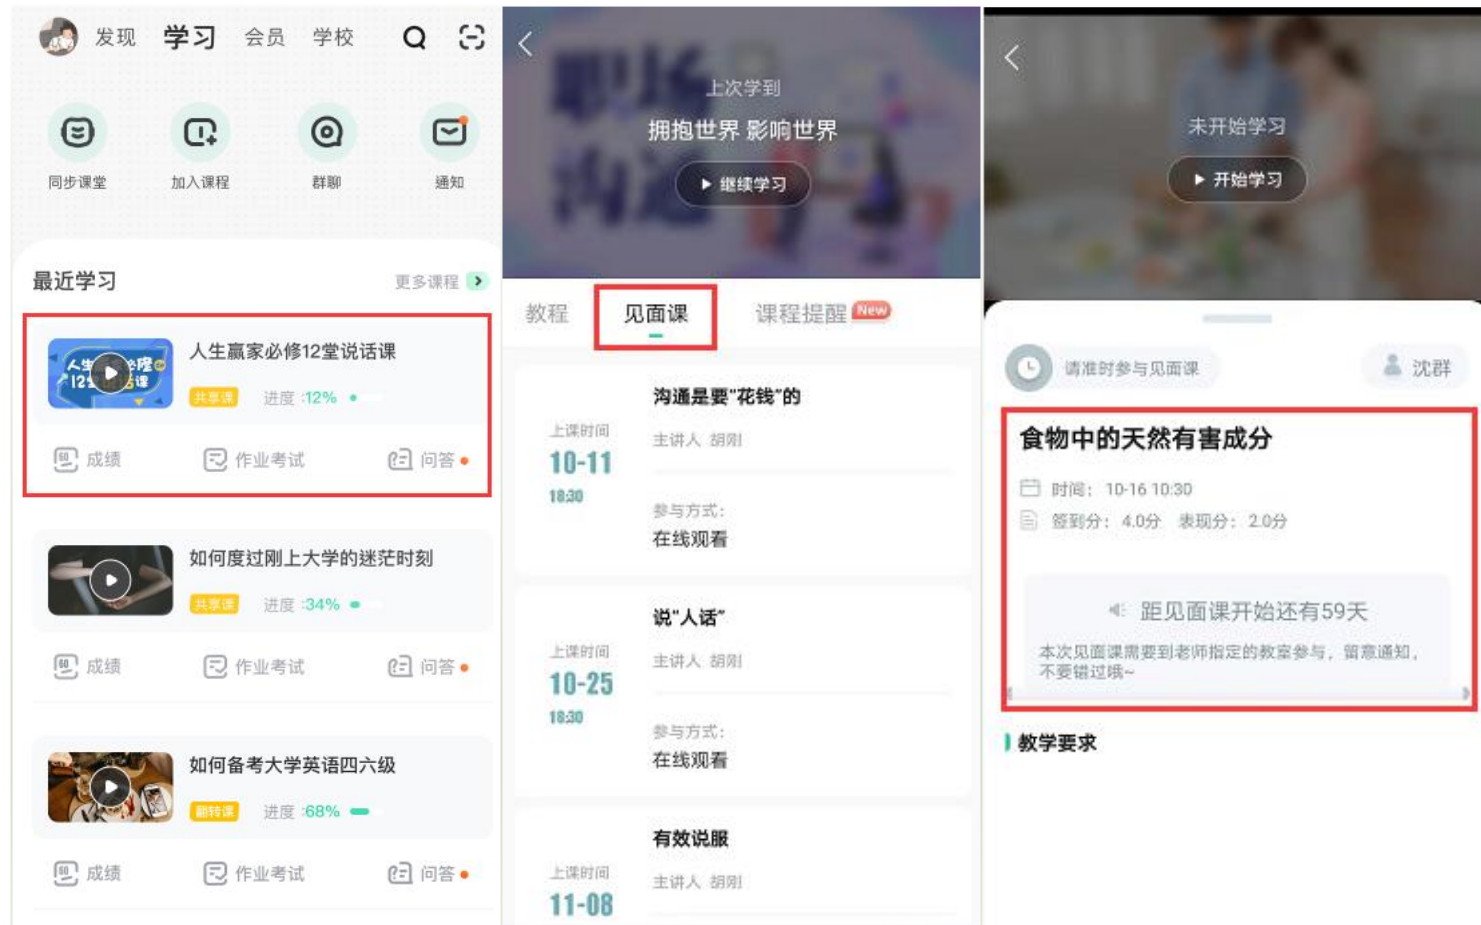 发现 学习 会员 学校
同步课堂 加入课程 群聊 通知
最近学习 更多课程
人生赢家必修12堂说话课
共享课 进度:12%
成绩 作业考试 问答
如何度过刚上大学的迷茫时刻
共享课 进度:34%
成绩 作业考试 问答
如何备考大学英语四六级
翻转课 进度:68%
成绩 作业考试 问答
职场
沟通
上次学到
拥抱世界 影响世界
继续学习
教程 见面课 课程提醒 New
沟通是要"花钱"的
上课时间
主讲人 胡刚
10-11
18:30
参与方式:
在线观看
说"人话"
上课时间
主讲人 胡刚
10-25
18:30
参与方式:
在线观看
有效说服
上课时间
主讲人 胡刚
11-08
未开始学习
开始学习
请准时参与见面课 沈群
食物中的天然有害成分
时间: 10-16 10:30
签到分: 4.0分 表现分: 2.0分
距见面课开始还有59天
本次见面课需要到老师指定的教室参与，留意通知，
不要错过哦~
教学要求